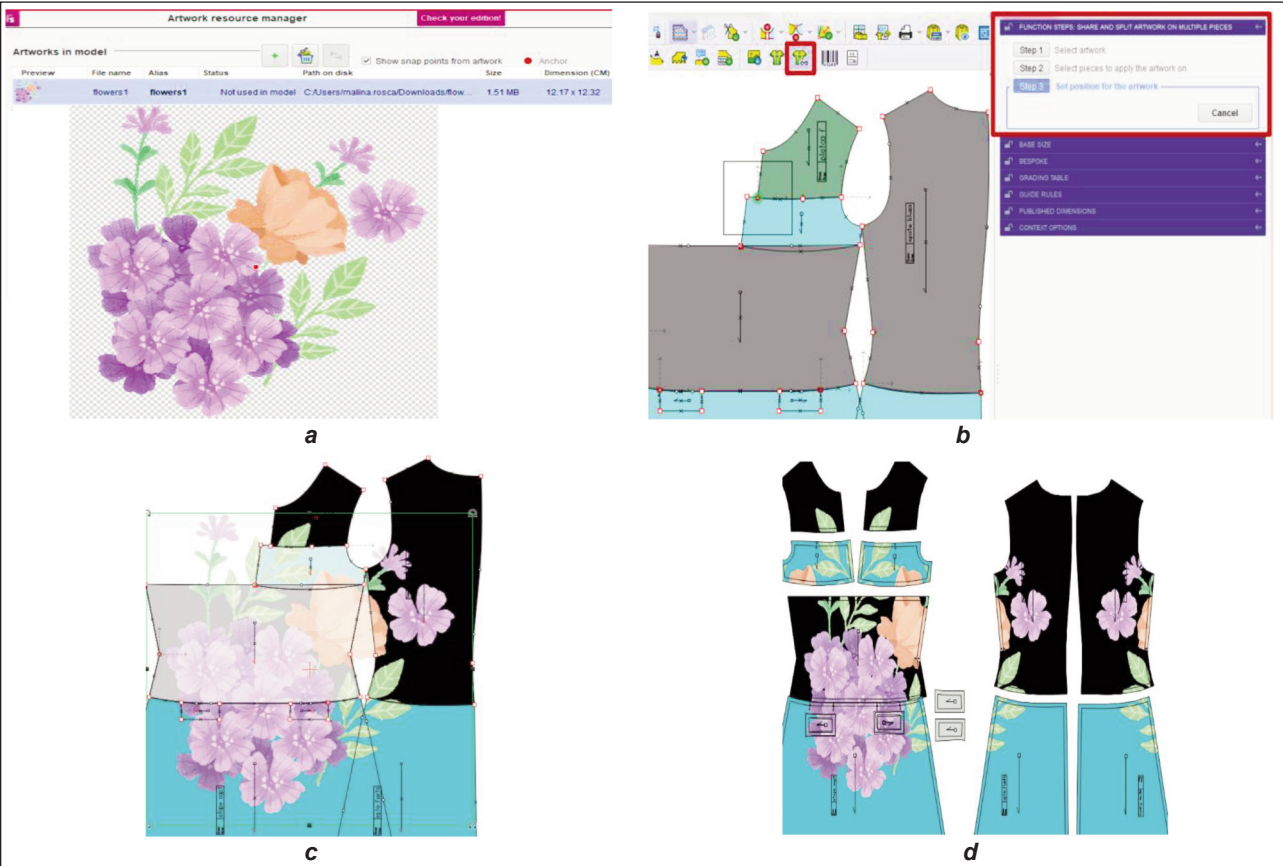 Artwork resource manager
Check your edition!
Artworks in model
Show snap points from artwork
Anchor
Preview File name Alias Status Path on disk Size Dimension (CM)
flowers1 flowers1 Not used in model C:/Users/malina.rosca/Downloads/flow... 1.51 MB 12.17 x 12.32
a
FUNCTION STEPS: SHARE AND SPLIT ARTWORK ON MULTIPLE PIECES
Step 1 Select artwork
Step 2 Select pieces to apply the artwork on
Step 3 Set position for the artwork
Cancel
BASE SIZE
BESPOKE
GRADING TABLE
GUIDE RULES
PUBLISHED DIMENSIONS
CONTEXT OPTIONS
b
c
d